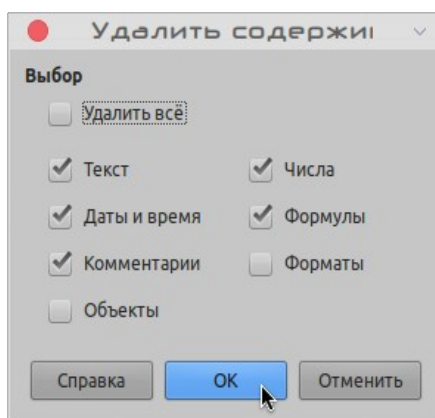 Удалить содержи
Выбор
Удалить всё
Текст Числа
Даты и время Формулы
Комментарии Форматы
Объекты
Справка OK Отменить